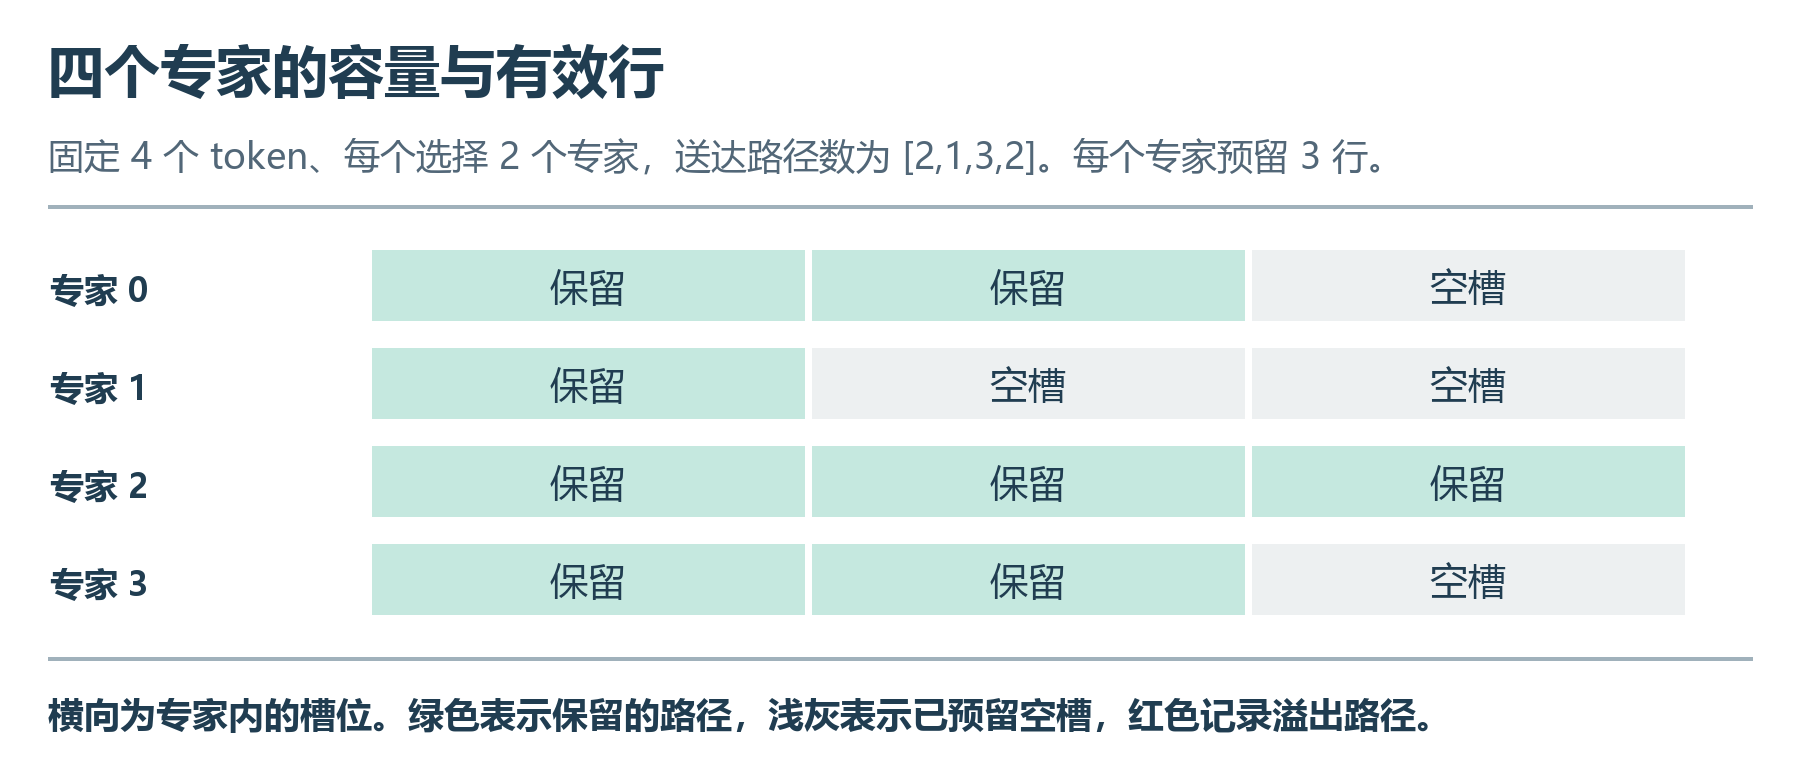 四个专家的容量与有效行
固定 4 个 token、每个选择 2 个专家，送达路径数为 [2,1,3,2]。每个专家预留 3 行。
专家 0 保留 保留 空槽
专家 1 保留 空槽 空槽
专家 2 保留 保留 保留
专家 3 保留 保留 空槽
横向为专家内的槽位。绿色表示保留的路径，浅灰表示已预留空槽，红色记录溢出路径。